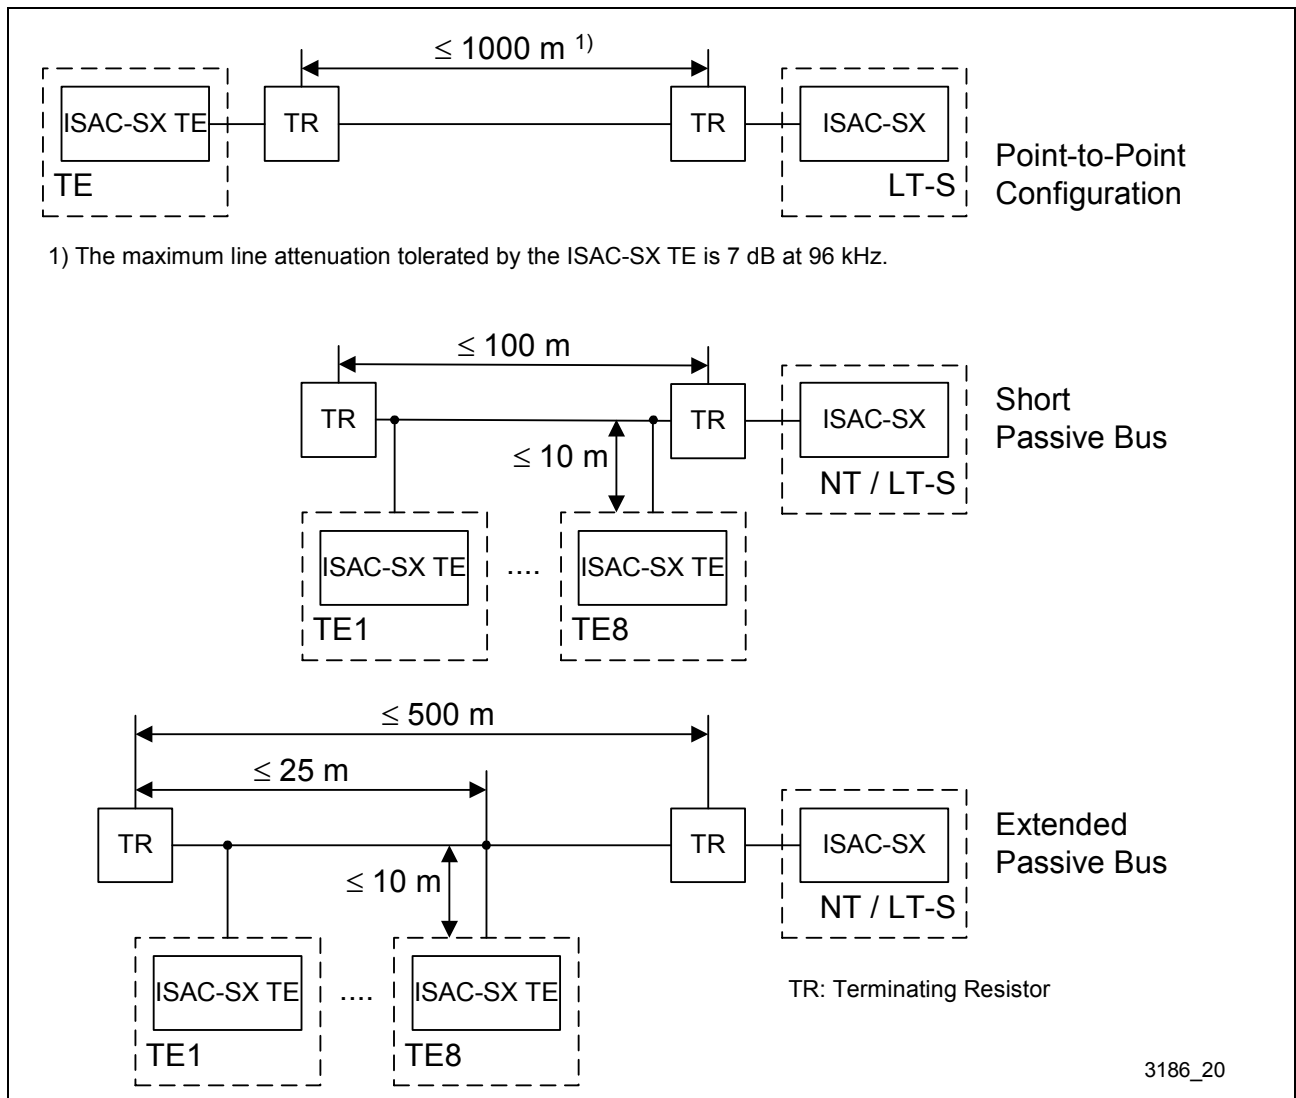 ≤ 1000 m 1)
ISAC-SX TE
TR
TR
ISAC-SX
TE
LT-S
Point-to-Point
Configuration
1) The maximum line attenuation tolerated by the ISAC-SX TE is 7 dB at 96 kHz.
≤ 100 m
TR
TR
ISAC-SX
≤ 10 m
NT / LT-S
Short
Passive Bus
ISAC-SX TE
....
ISAC-SX TE
TE1
TE8
≤ 500 m
≤ 25 m
TR
TR
ISAC-SX
≤ 10 m
NT / LT-S
Extended
Passive Bus
ISAC-SX TE
....
ISAC-SX TE
TE1
TE8
TR: Terminating Resistor
3186_20